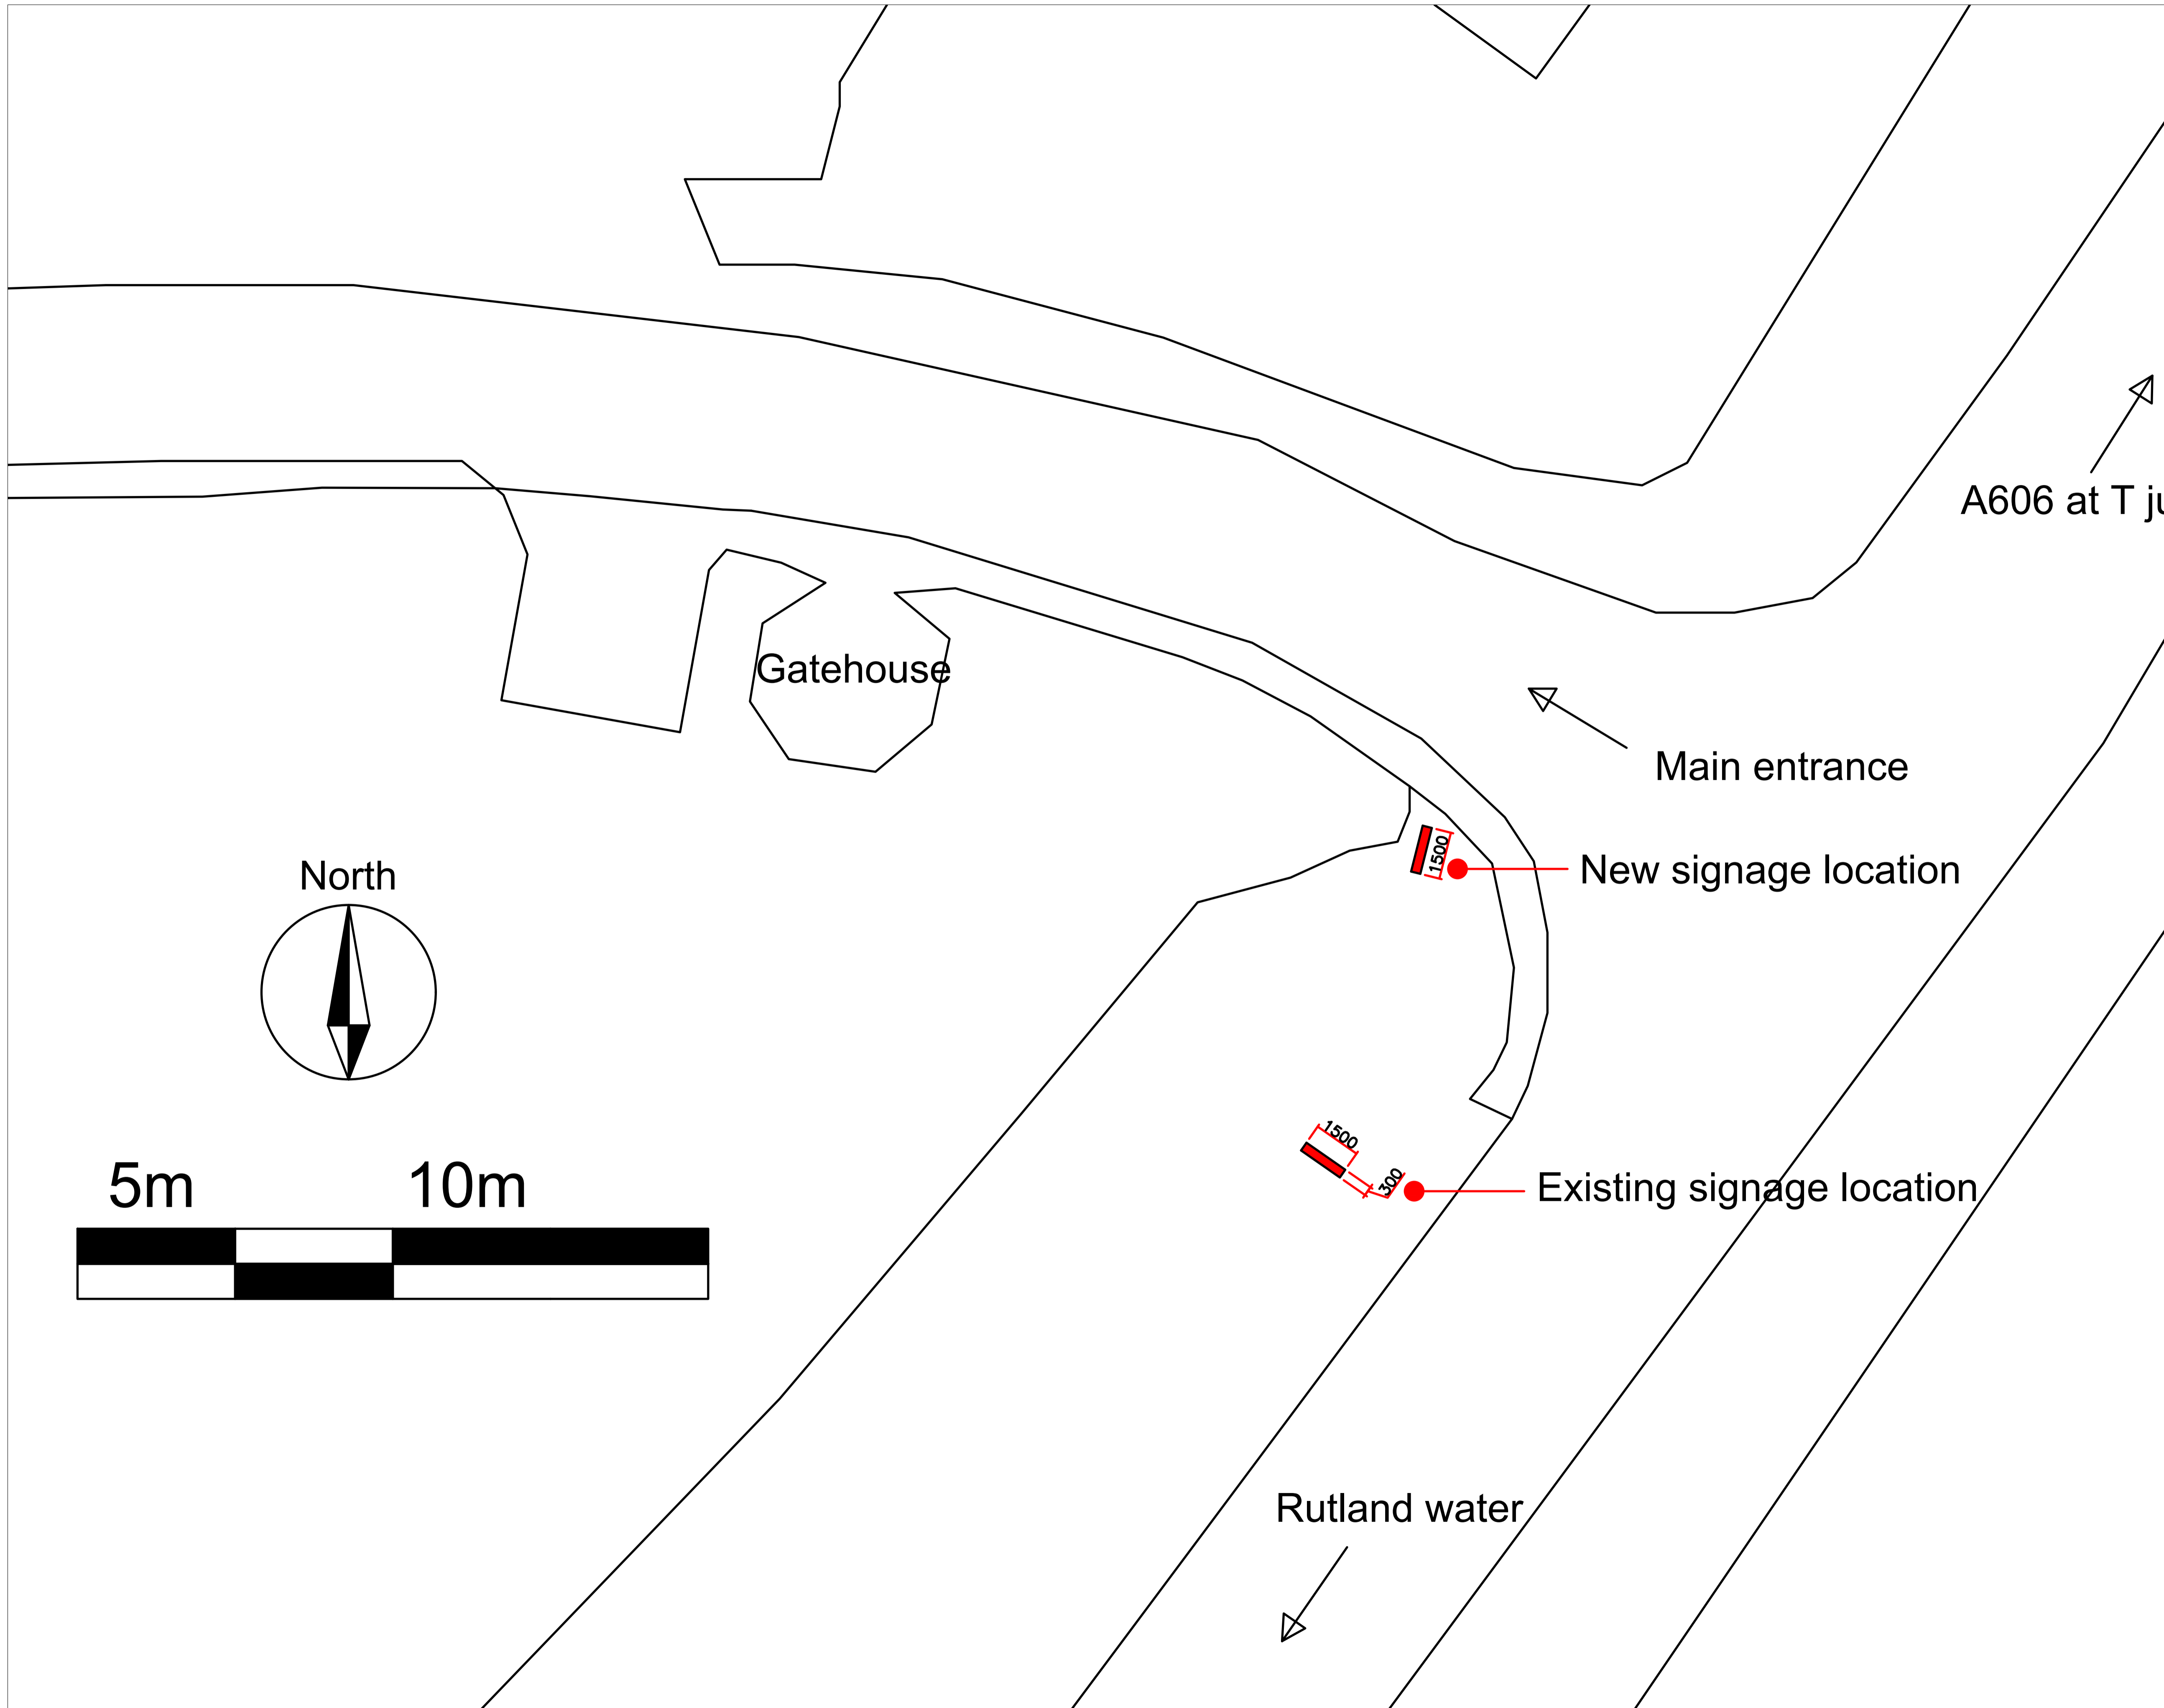 A606 at T
Gatehouse
Main entrance
1500
New signage location
North
1500
300
Existing signage location
5m
10m
Rutland water